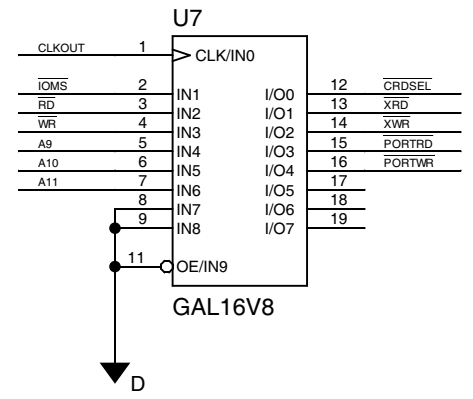 U7
CLKOUT 1 CLK/IN0
IOMS 2 IN1 I/O0 12 CRDSEL
RD 3 IN2 I/O1 13 XRD
WR 4 IN3 I/O2 14 XWR
A9 5 IN4 I/O3 15 PORTRD
A10 6 IN5 I/O4 16 PORTWR
A11 7 IN6 I/O5 17
8 IN7 I/O6 18
9 IN8 I/O7 19
11 OE/IN9
GAL16V8
D